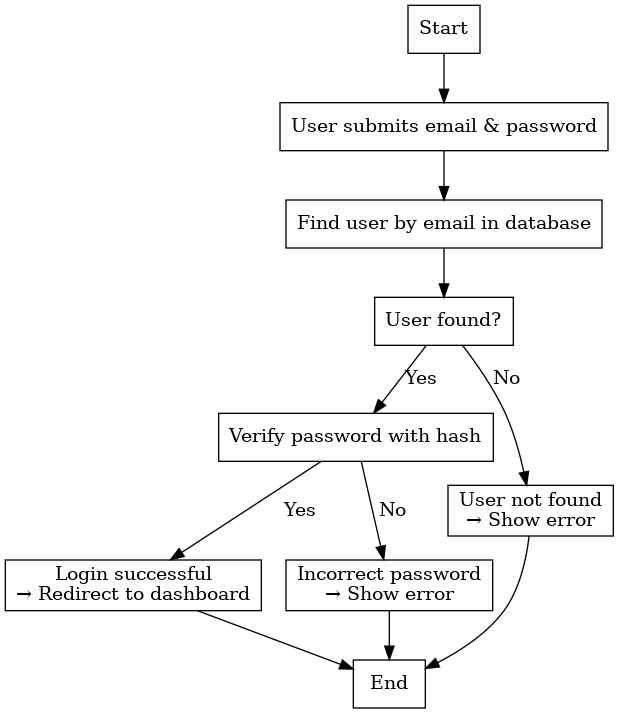 Start
User submits email & password
Find user by email in database
User found?
Yes
No
Verify password with hash
User not found
→ Show error
Yes
No
Login successful
→ Redirect to dashboard
Incorrect password
→ Show error
End